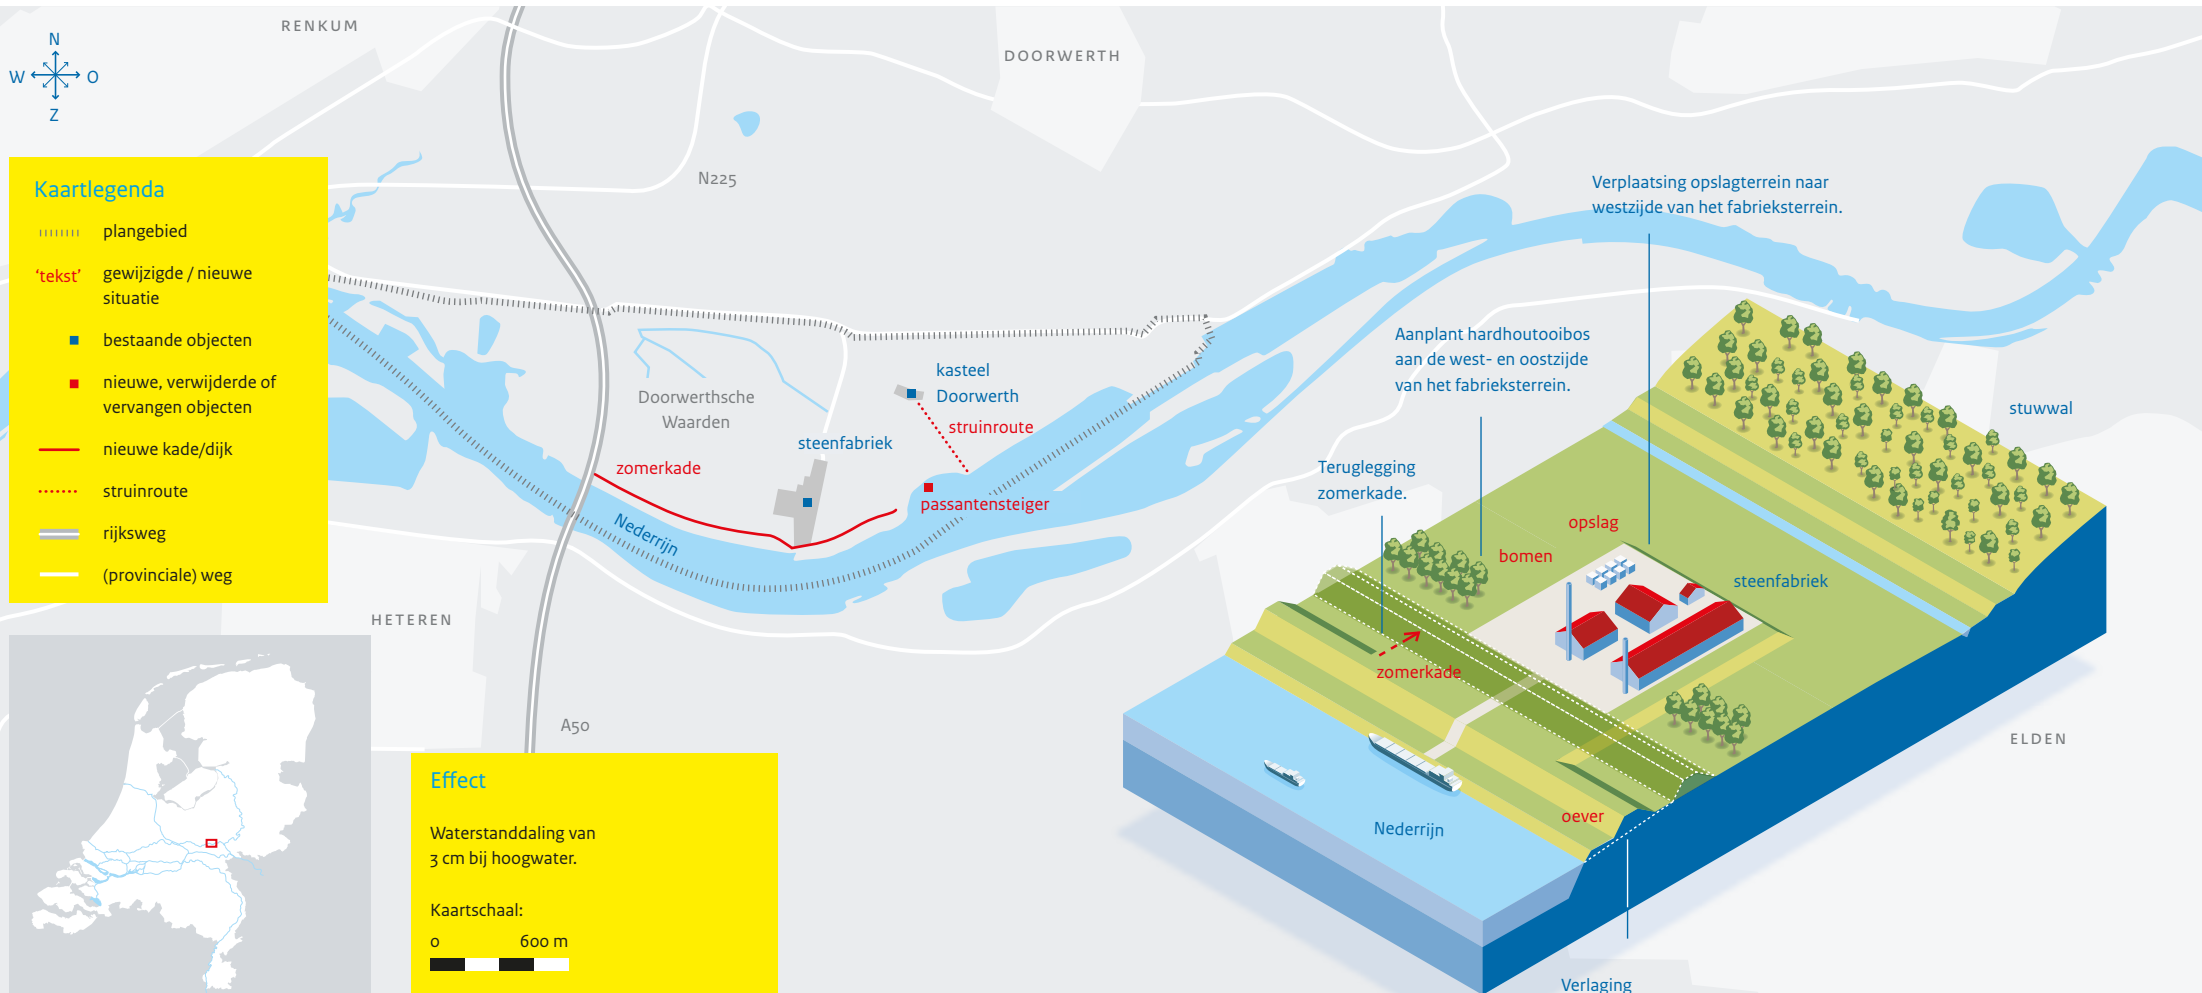 RENKUM
DOORWERTH
N
W
O
Z
N225
Kaartlegenda
plangebied
‘tekst’
gewijzigde / nieuwe
situatie
bestaande objecten
nieuwe, verwijderde of
vervangen objecten
nieuwe kade/dijk
struinroute
rijksweg
(provinciale) weg
Doorwerthsche
Waarden
kasteel
Doorwerth
struinroute
steenfabriek
zomerkade
passantensteiger
Nederrijn
HETEREN
A50
Effect
Waterstanddaling van
3 cm bij hoogwater.
Kaartschaal:
0
600 m
Verplaatsing opslagterrein naar
westzijde van het fabrieksterrein.
Aanplant hardhoutooibos
aan de west- en oostzijde
van het fabrieksterrein.
Teruglegging
zomerkade.
stuwwal
opslag
bomen
steenfabriek
zomerkade
oever
Nederrijn
ELDEN
Verlaging